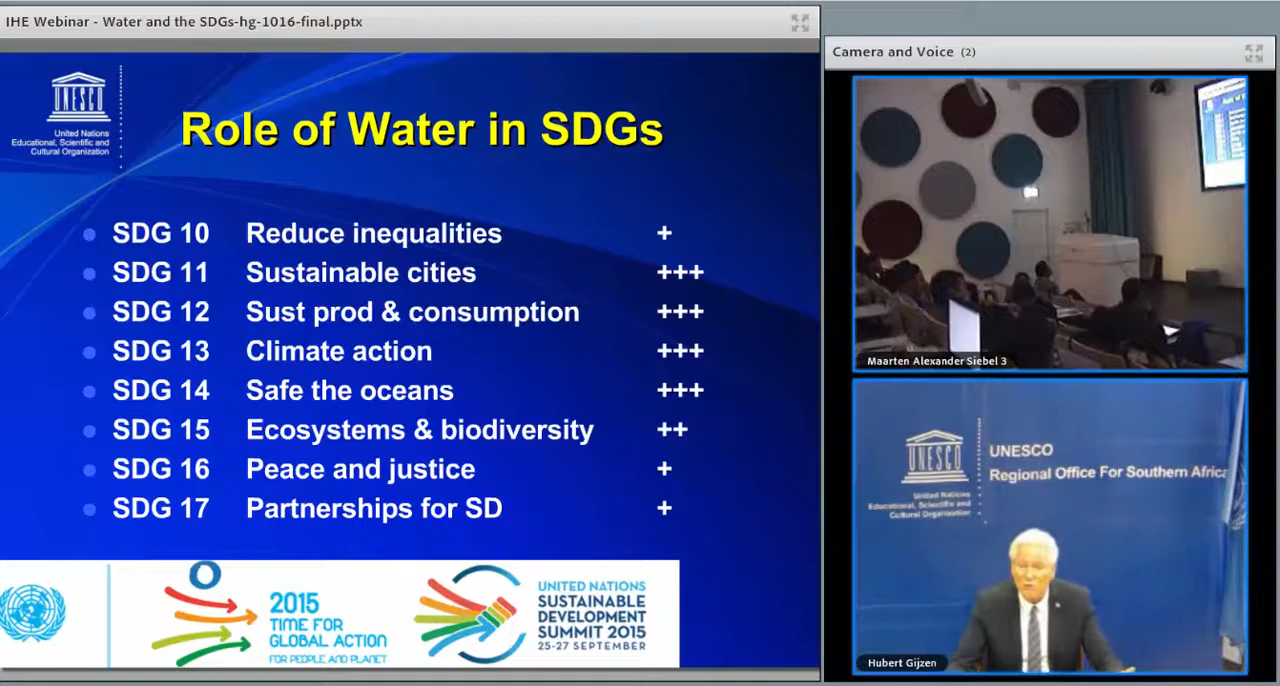 IHE Webinar - Water and the SDGs-hg-1016-final.pptx
UNESCO
United Nations
Educational, Scientific and
Cultural Organization
Role of Water in SDGs
SDG 10 Reduce inequalities +
SDG 11 Sustainable cities +++
SDG 12 Sust prod & consumption +++
SDG 13 Climate action +++
SDG 14 Safe the oceans +++
SDG 15 Ecosystems & biodiversity ++
SDG 16 Peace and justice +
SDG 17 Partnerships for SD +
2015
TIME FOR
GLOBAL ACTION
FOR PEOPLE AND PLANET
UNITED NATIONS
SUSTAINABLE
DEVELOPMENT
SUMMIT 2015
25-27 SEPTEMBER
Camera and Voice (2)
Maarten Alexander Siebel 3
UNESCO
United Nations
Educational, Scientific and
Cultural Organization
UNESCO
Regional Office For Southern Africa
Hubert Gijzen